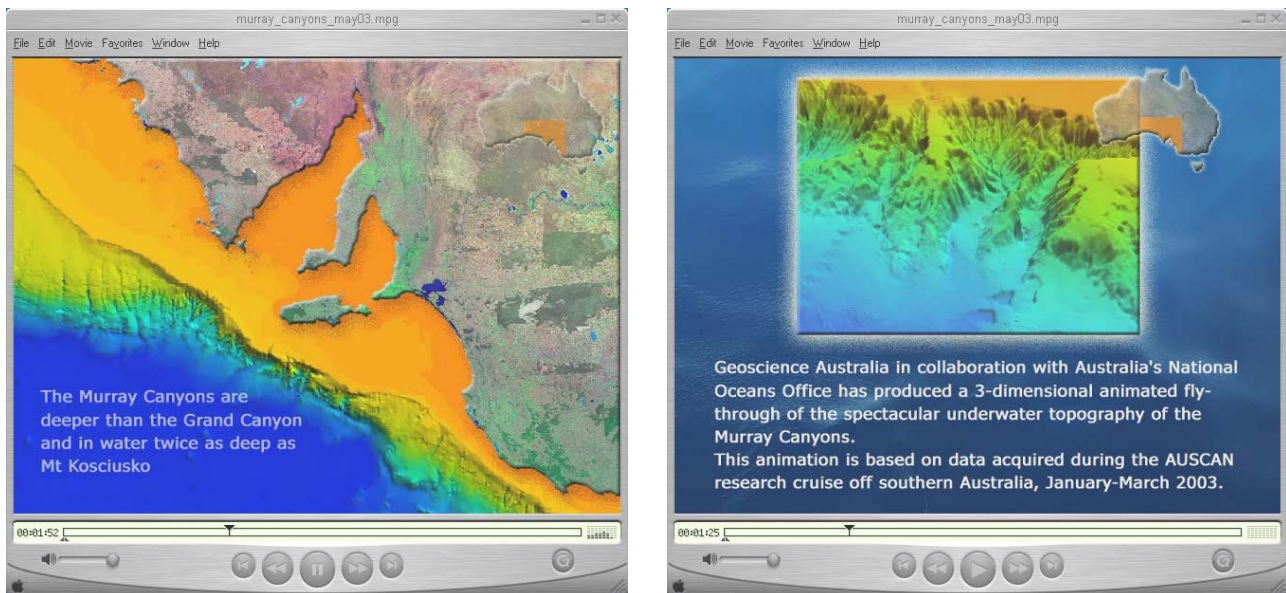 murray_canyons_may03.mpg
File Edit Movie Favorites Window Help
The Murray Canyons are
deeper than the Grand Canyon
and in water twice as deep as
Mt Kosciusko
00:01:52
murray_canyons_may03.mpg
File Edit Movie Favorites Window Help
Geoscience Australia in collaboration with Australia's National
Oceans Office has produced a 3-dimensional animated fly-
through of the spectacular underwater topography of the
Murray Canyons.
This animation is based on data acquired during the AUSCAN
research cruise off southern Australia, January-March 2003.
00:01:25